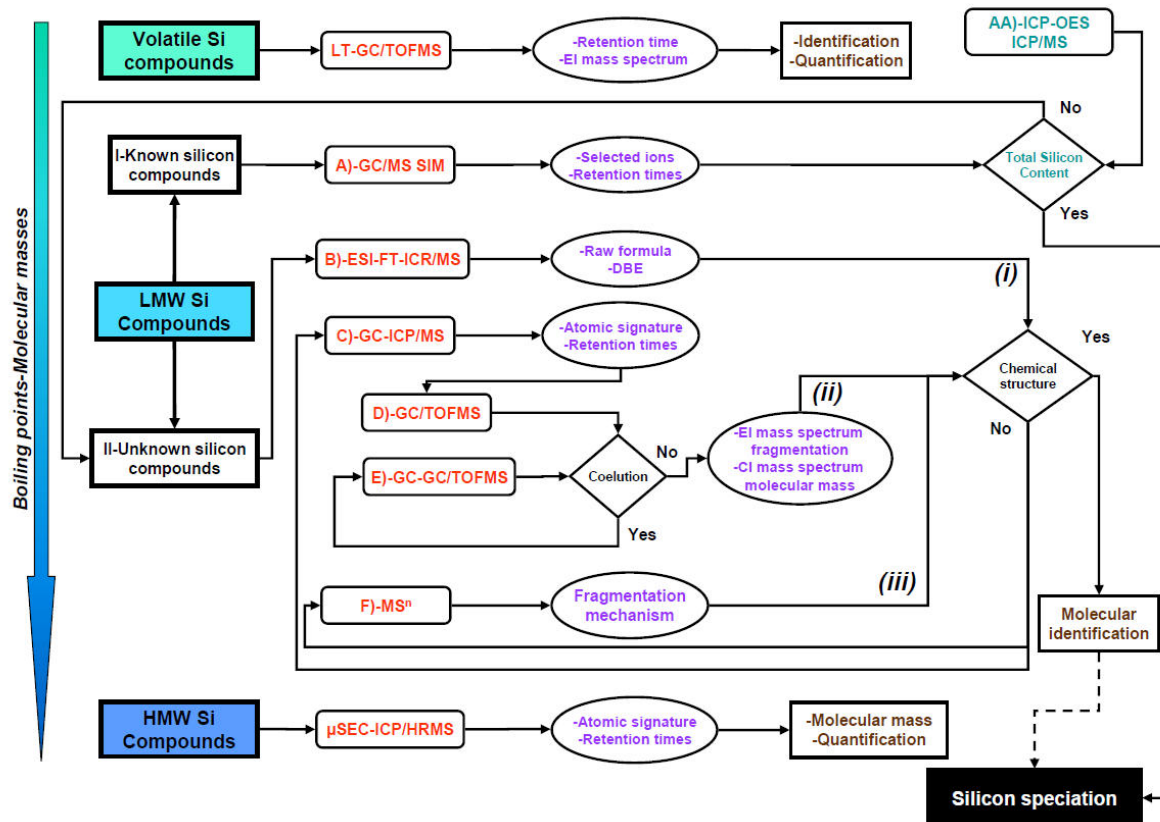 Volatile Si
compounds
LT-GC/TOFMS
-Retention time
-EI mass spectrum
-Identification
-Quantification
AA)-ICP-OES
ICP/MS
No
I-Known silicon
compounds
A)-GC/MS SIM
-Selected ions
-Retention times
Total Silicon
Content
Yes
B)-ESI-FT-ICR/MS
-Raw formula
-DBE
(i)
LMW Si
Compounds
C)-GC-ICP/MS
-Atomic signature
-Retention times
Yes
Chemical
structure
No
D)-GC/TOFMS
(ii)
II-Unknown silicon
compounds
E)-GC-GC/TOFMS
Coelution
No
Yes
-EI mass spectrum
fragmentation
-CI mass spectrum
molecular mass
F)-MSⁿ
Fragmentation
mechanism
(iii)
Molecular
identification
HMW Si
Compounds
µSEC-ICP/HRMS
-Atomic signature
-Retention times
-Molecular mass
-Quantification
Silicon speciation
Boiling points-Molecular masses